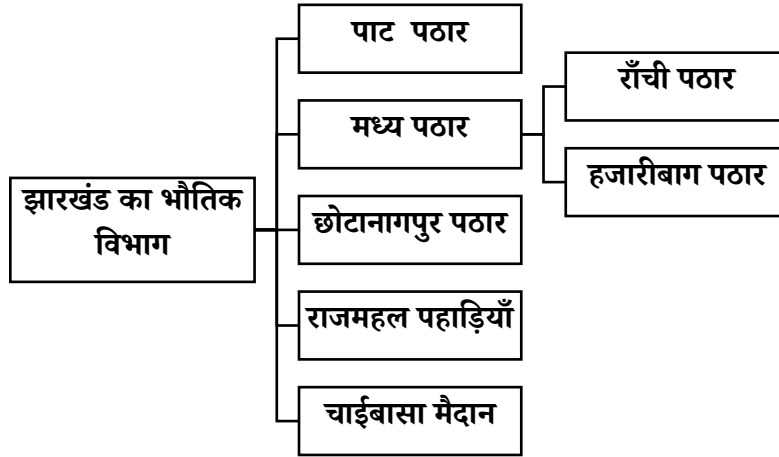 झारखंड का भौतिक
विभाग
पाट पठार
मध्य पठार
राँची पठार
हजारीबाग पठार
छोटानागपुर पठार
राजमहल पहाड़ियाँ
चाईबासा मैदान